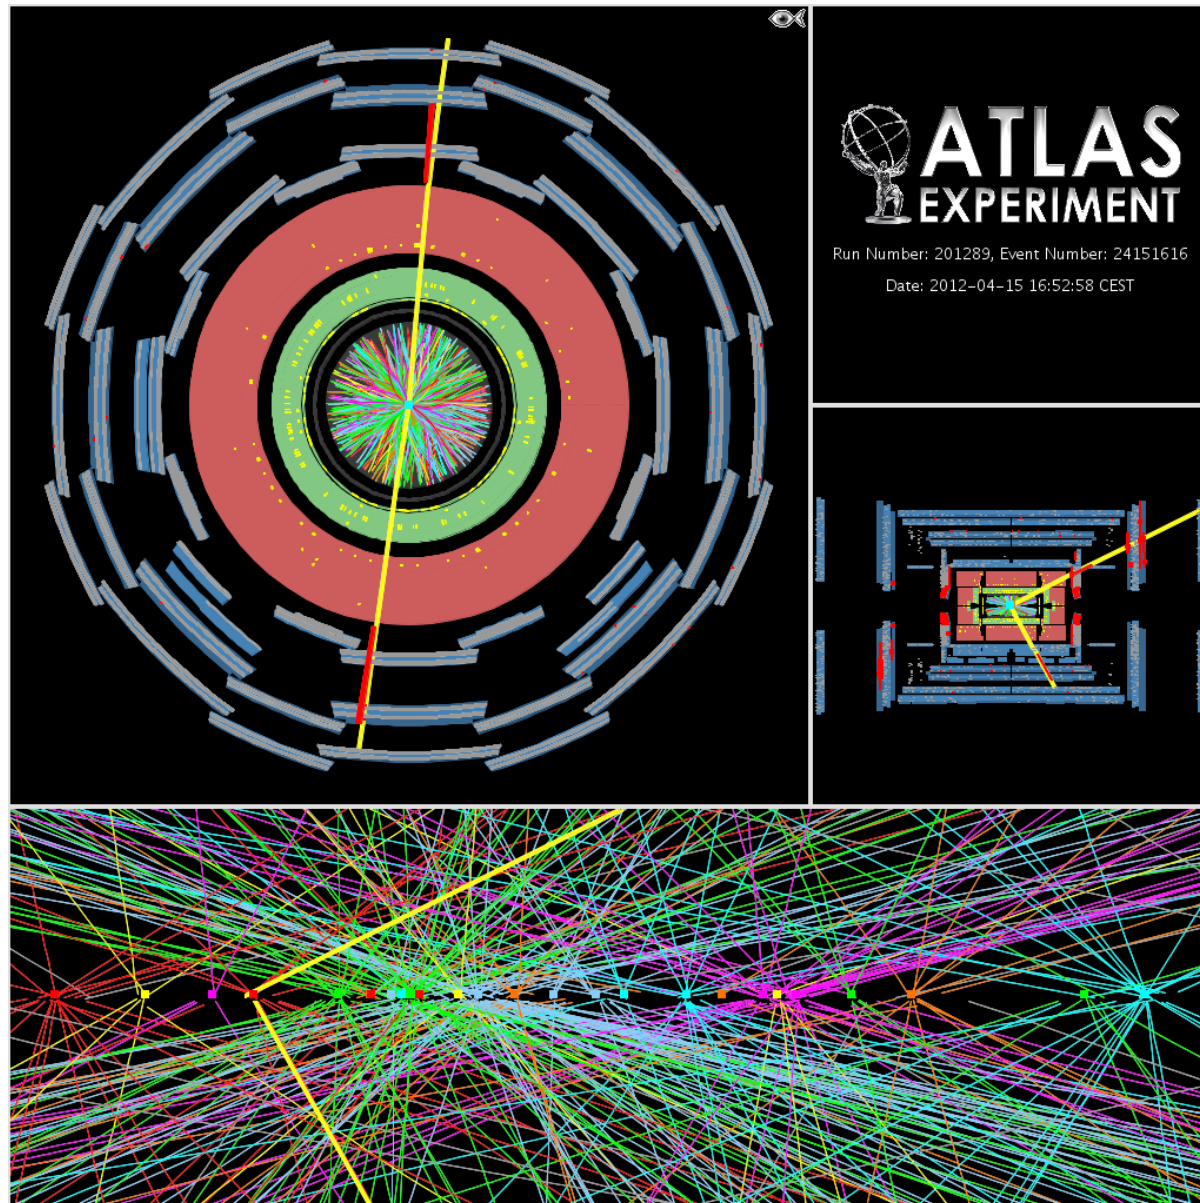 ATLAS
EXPERIMENT
Run Number: 201289, Event Number: 24151616
Date: 2012-04-15 16:52:58 CEST